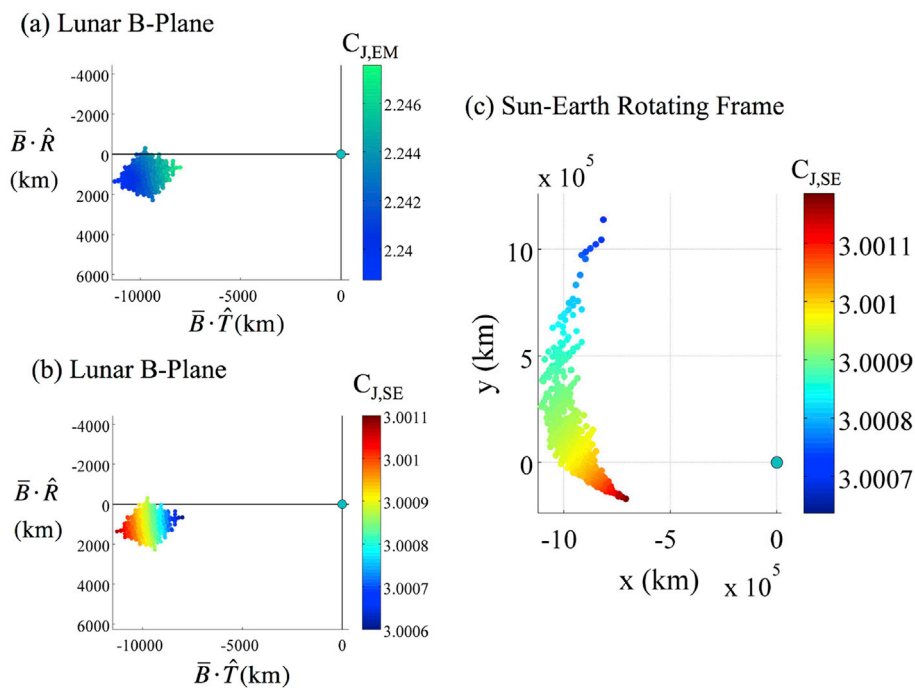 (a) Lunar B-Plane
C_J,EM
-4000
-2000
0
2000
4000
6000
B̄ · R̂
(km)
-10000
-5000
0
B̄ · T̂ (km)
2.246
2.244
2.242
2.24
(b) Lunar B-Plane
C_J,SE
-4000
-2000
0
2000
4000
6000
B̄ · R̂
(km)
-10000
-5000
0
B̄ · T̂ (km)
3.0011
3.001
3.0009
3.0008
3.0007
3.0006
(c) Sun-Earth Rotating Frame
x 10^5
C_J,SE
10
5
0
y (km)
-10
-5
0
x (km)
x 10^5
3.0011
3.001
3.0009
3.0008
3.0007